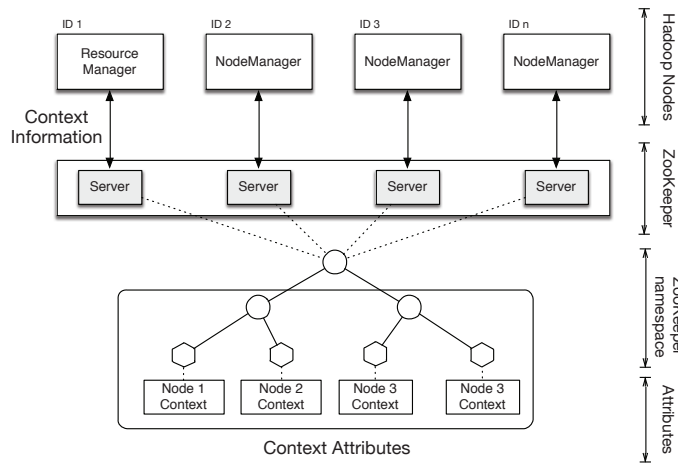 ID 1
ID 2
ID 3
ID n
Resource
Manager
NodeManager
NodeManager
NodeManager
Hadoop Nodes
Context
Information
Server
Server
Server
Server
ZooKeeper
ZooKeeper
namespace
Node 1
Context
Node 2
Context
Node 3
Context
Node 3
Context
Attributes
Context Attributes